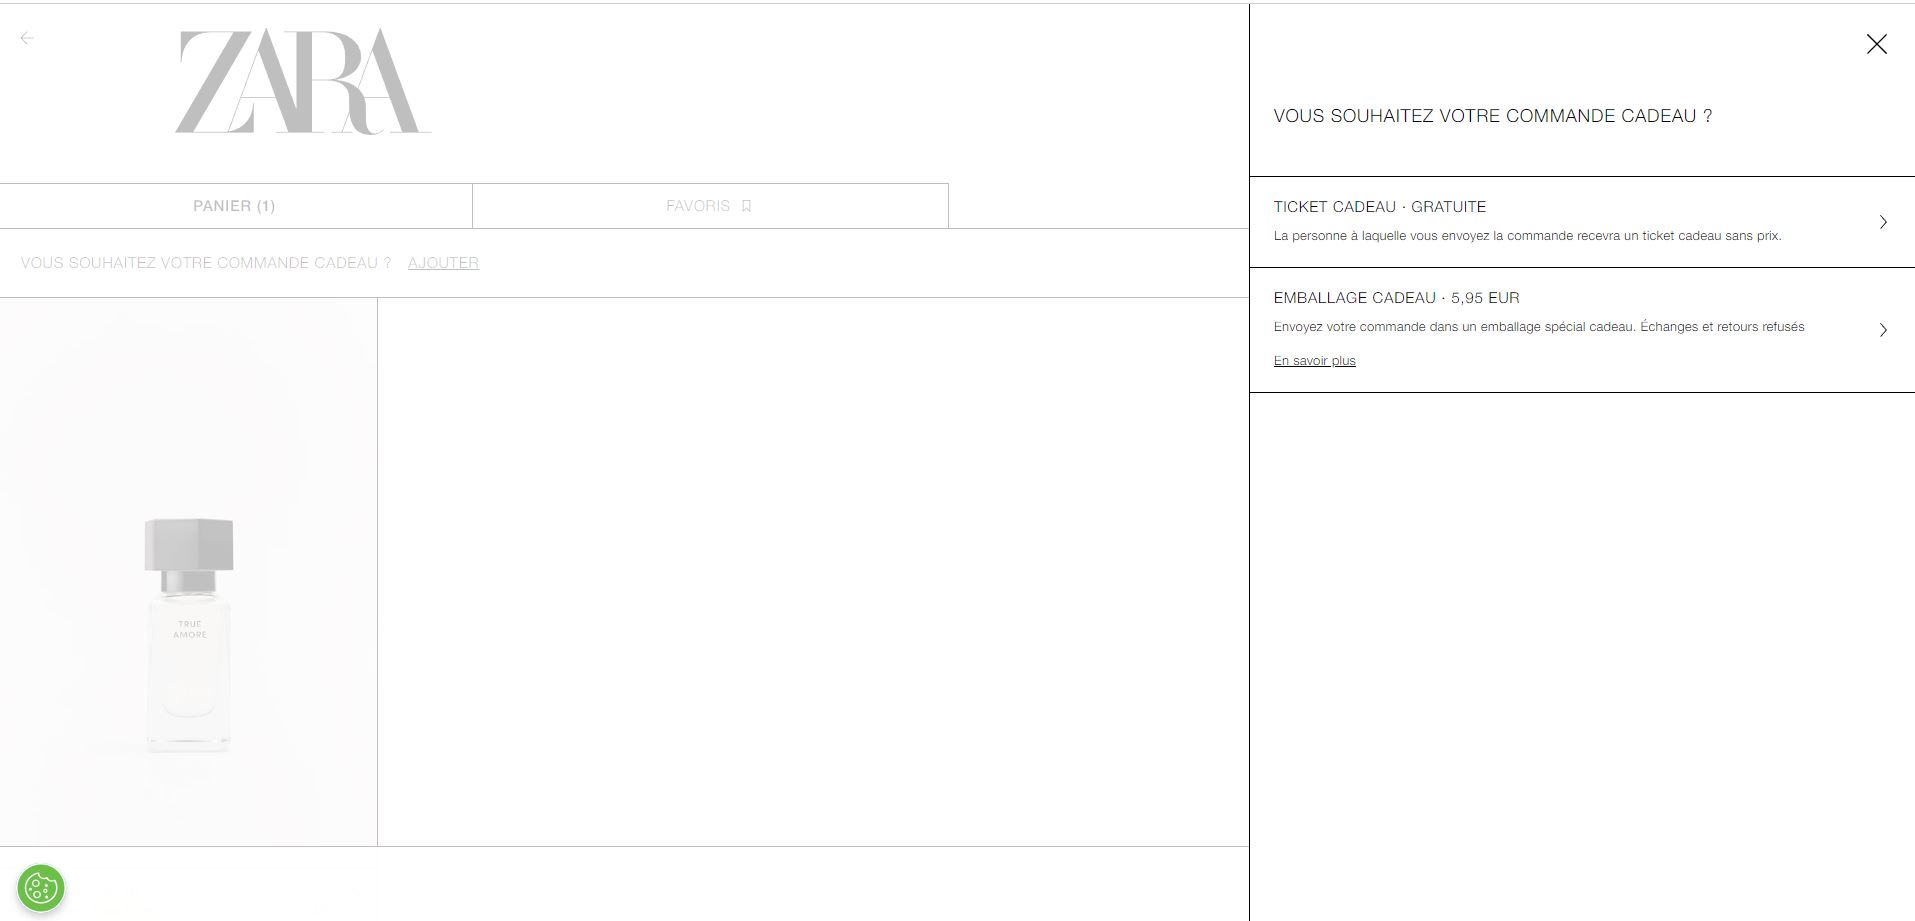 ZARA
PANIER (1)
FAVORIS
VOUS SOUHAITEZ VOTRE COMMANDE CADEAU ? AJOUTER
TRUE
AMORE
VOUS SOUHAITEZ VOTRE COMMANDE CADEAU ?
TICKET CADEAU · GRATUITE
La personne à laquelle vous envoyez la commande recevra un ticket cadeau sans prix.
EMBALLAGE CADEAU · 5,95 EUR
Envoyez votre commande dans un emballage spécial cadeau. Échanges et retours refusés
En savoir plus